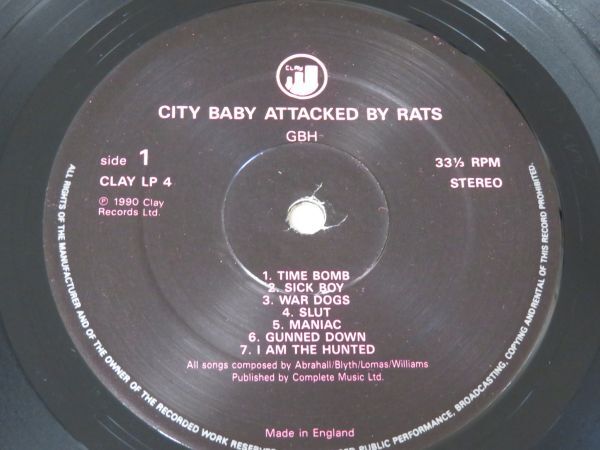 CLAY
CITY BABY ATTACKED BY RATS
GBH
side 1
33⅓ RPM
CLAY LP 4
STEREO
℗ 1990 Clay
Records Ltd.
1. TIME BOMB
2. SICK BOY
3. WAR DOGS
4. SLUT
5. MANIAC
6. GUNNED DOWN
7. I AM THE HUNTED
All songs composed by Abrahall/Blyth/Lomas/Williams
Published by Complete Music Ltd.
Made in England
ALL RIGHTS OF THE MANUFACTURER AND OF THE OWNER OF THE RECORDED WORK RESERVED PUBLIC PERFORMANCE, BROADCASTING, COPYING AND RENTAL OF THIS RECORD PROHIBITED.